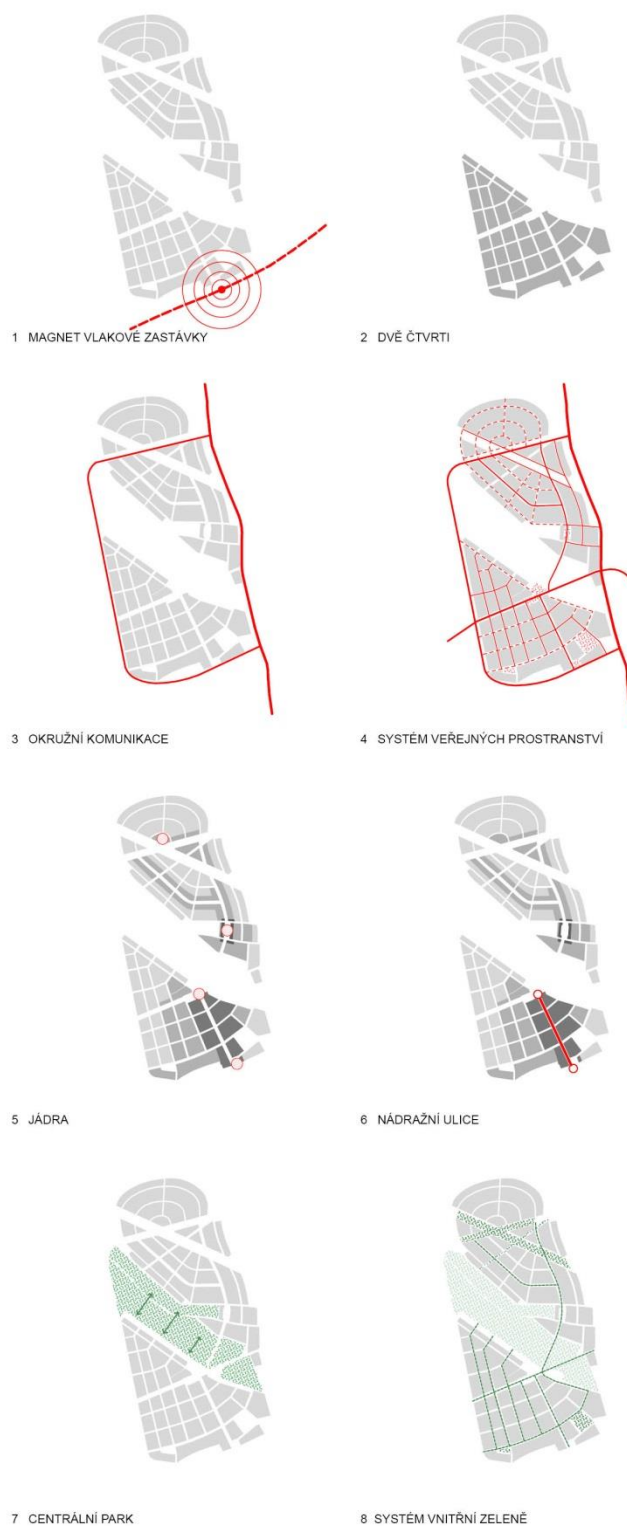 1 MAGNET VLAKOVÉ ZASTÁVKY
2 DVĚ ČTVRTI
3 OKRUŽNÍ KOMUNIKACE
4 SYSTÉM VEŘEJNÝCH PROSTRANSTVÍ
5 JÁDRA
6 NÁDRAŽNÍ ULICE
7 CENTRÁLNÍ PARK
8 SYSTÉM VNITŘNÍ ZELENĚ